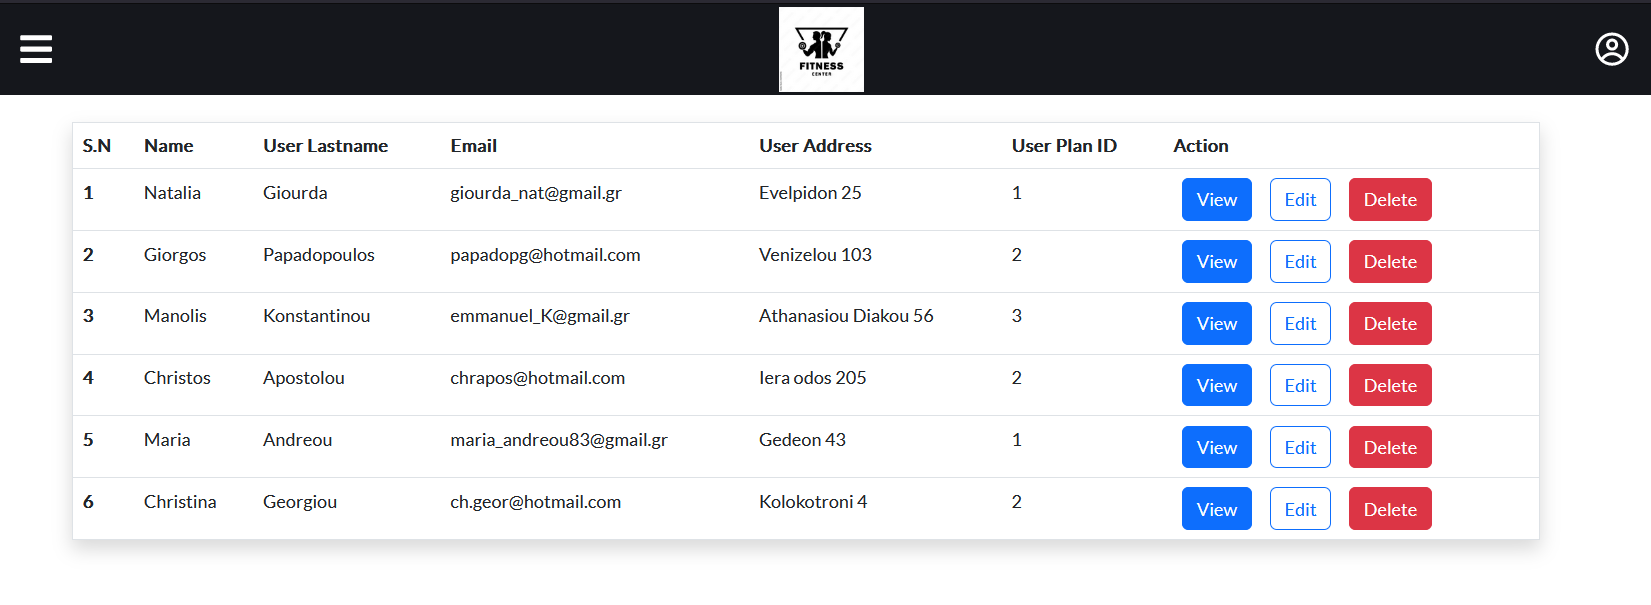 FITNESS
CENTER
S.N Name User Lastname Email User Address User Plan ID Action
1 Natalia Giourda giourda_nat@gmail.gr Evelpidon 25 1 View Edit Delete
2 Giorgos Papadopoulos papadopg@hotmail.com Venizelou 103 2 View Edit Delete
3 Manolis Konstantinou emmanuel_K@gmail.gr Athanasiou Diakou 56 3 View Edit Delete
4 Christos Apostolou chrapos@hotmail.com Iera odos 205 2 View Edit Delete
5 Maria Andreou maria_andreou83@gmail.gr Gedeon 43 1 View Edit Delete
6 Christina Georgiou ch.geor@hotmail.com Kolokotroni 4 2 View Edit Delete